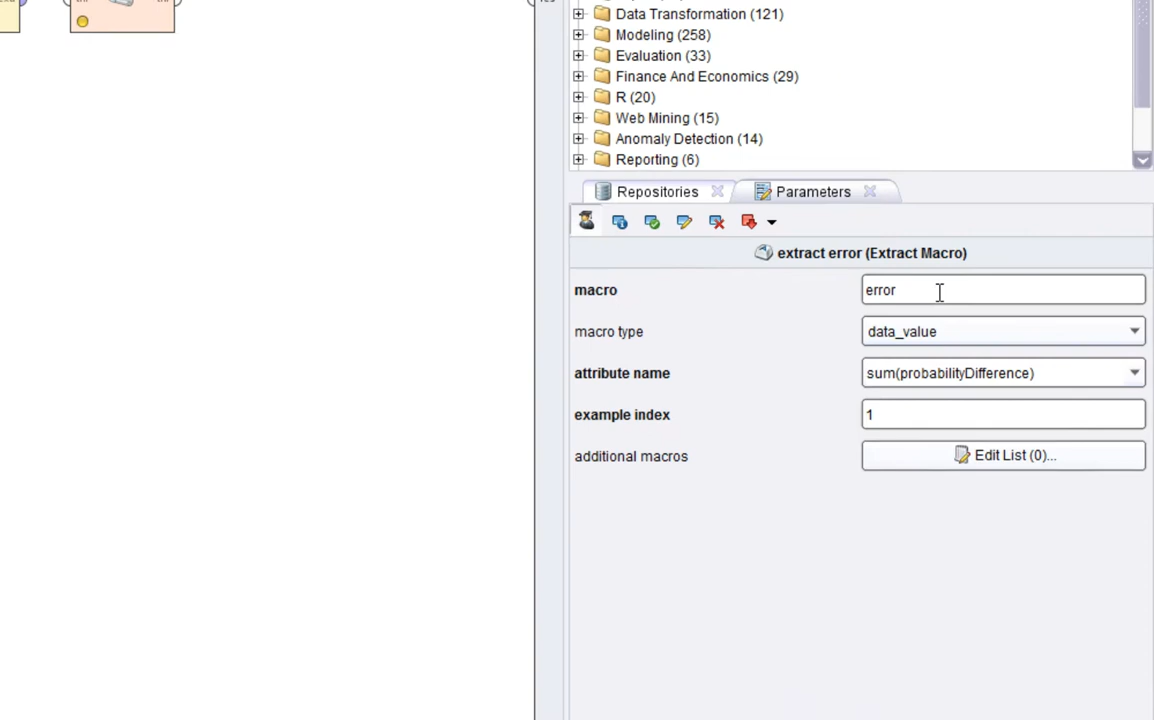 Data Transformation (121)
Modeling (258)
Evaluation (33)
Finance And Economics (29)
R (20)
Web Mining (15)
Anomaly Detection (14)
Reporting (6)
Repositories
Parameters
extract error (Extract Macro)
macro error
macro type data_value
attribute name sum(probabilityDifference)
example index 1
additional macros Edit List (0)...